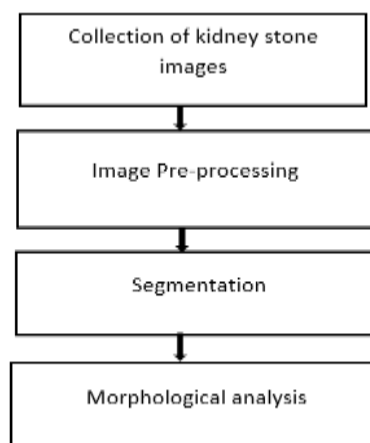 Collection of kidney stone
images
Image Pre-processing
Segmentation
Morphological analysis